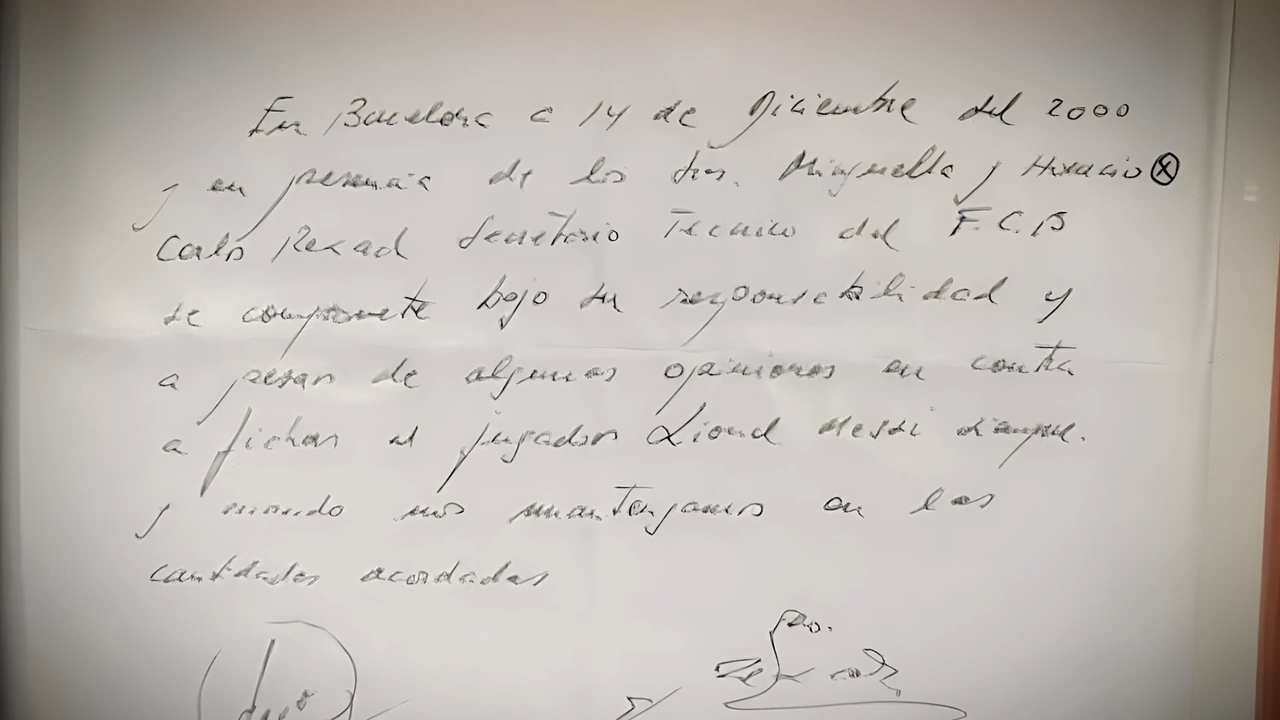 En Barcelona a 14 de Diciembre del 2000
y en presencia de los Sres. Minguella y Horacio ⓧ
Carlos Rexach Secretario Tecnico del F.C.B
se compromete bajo su responsabilidad y
a pesar de algunas opiniones en contra
a fichar al jugador Lionel Messi siempre.
y cuando nos mantengamos en las
cantidades acordadas